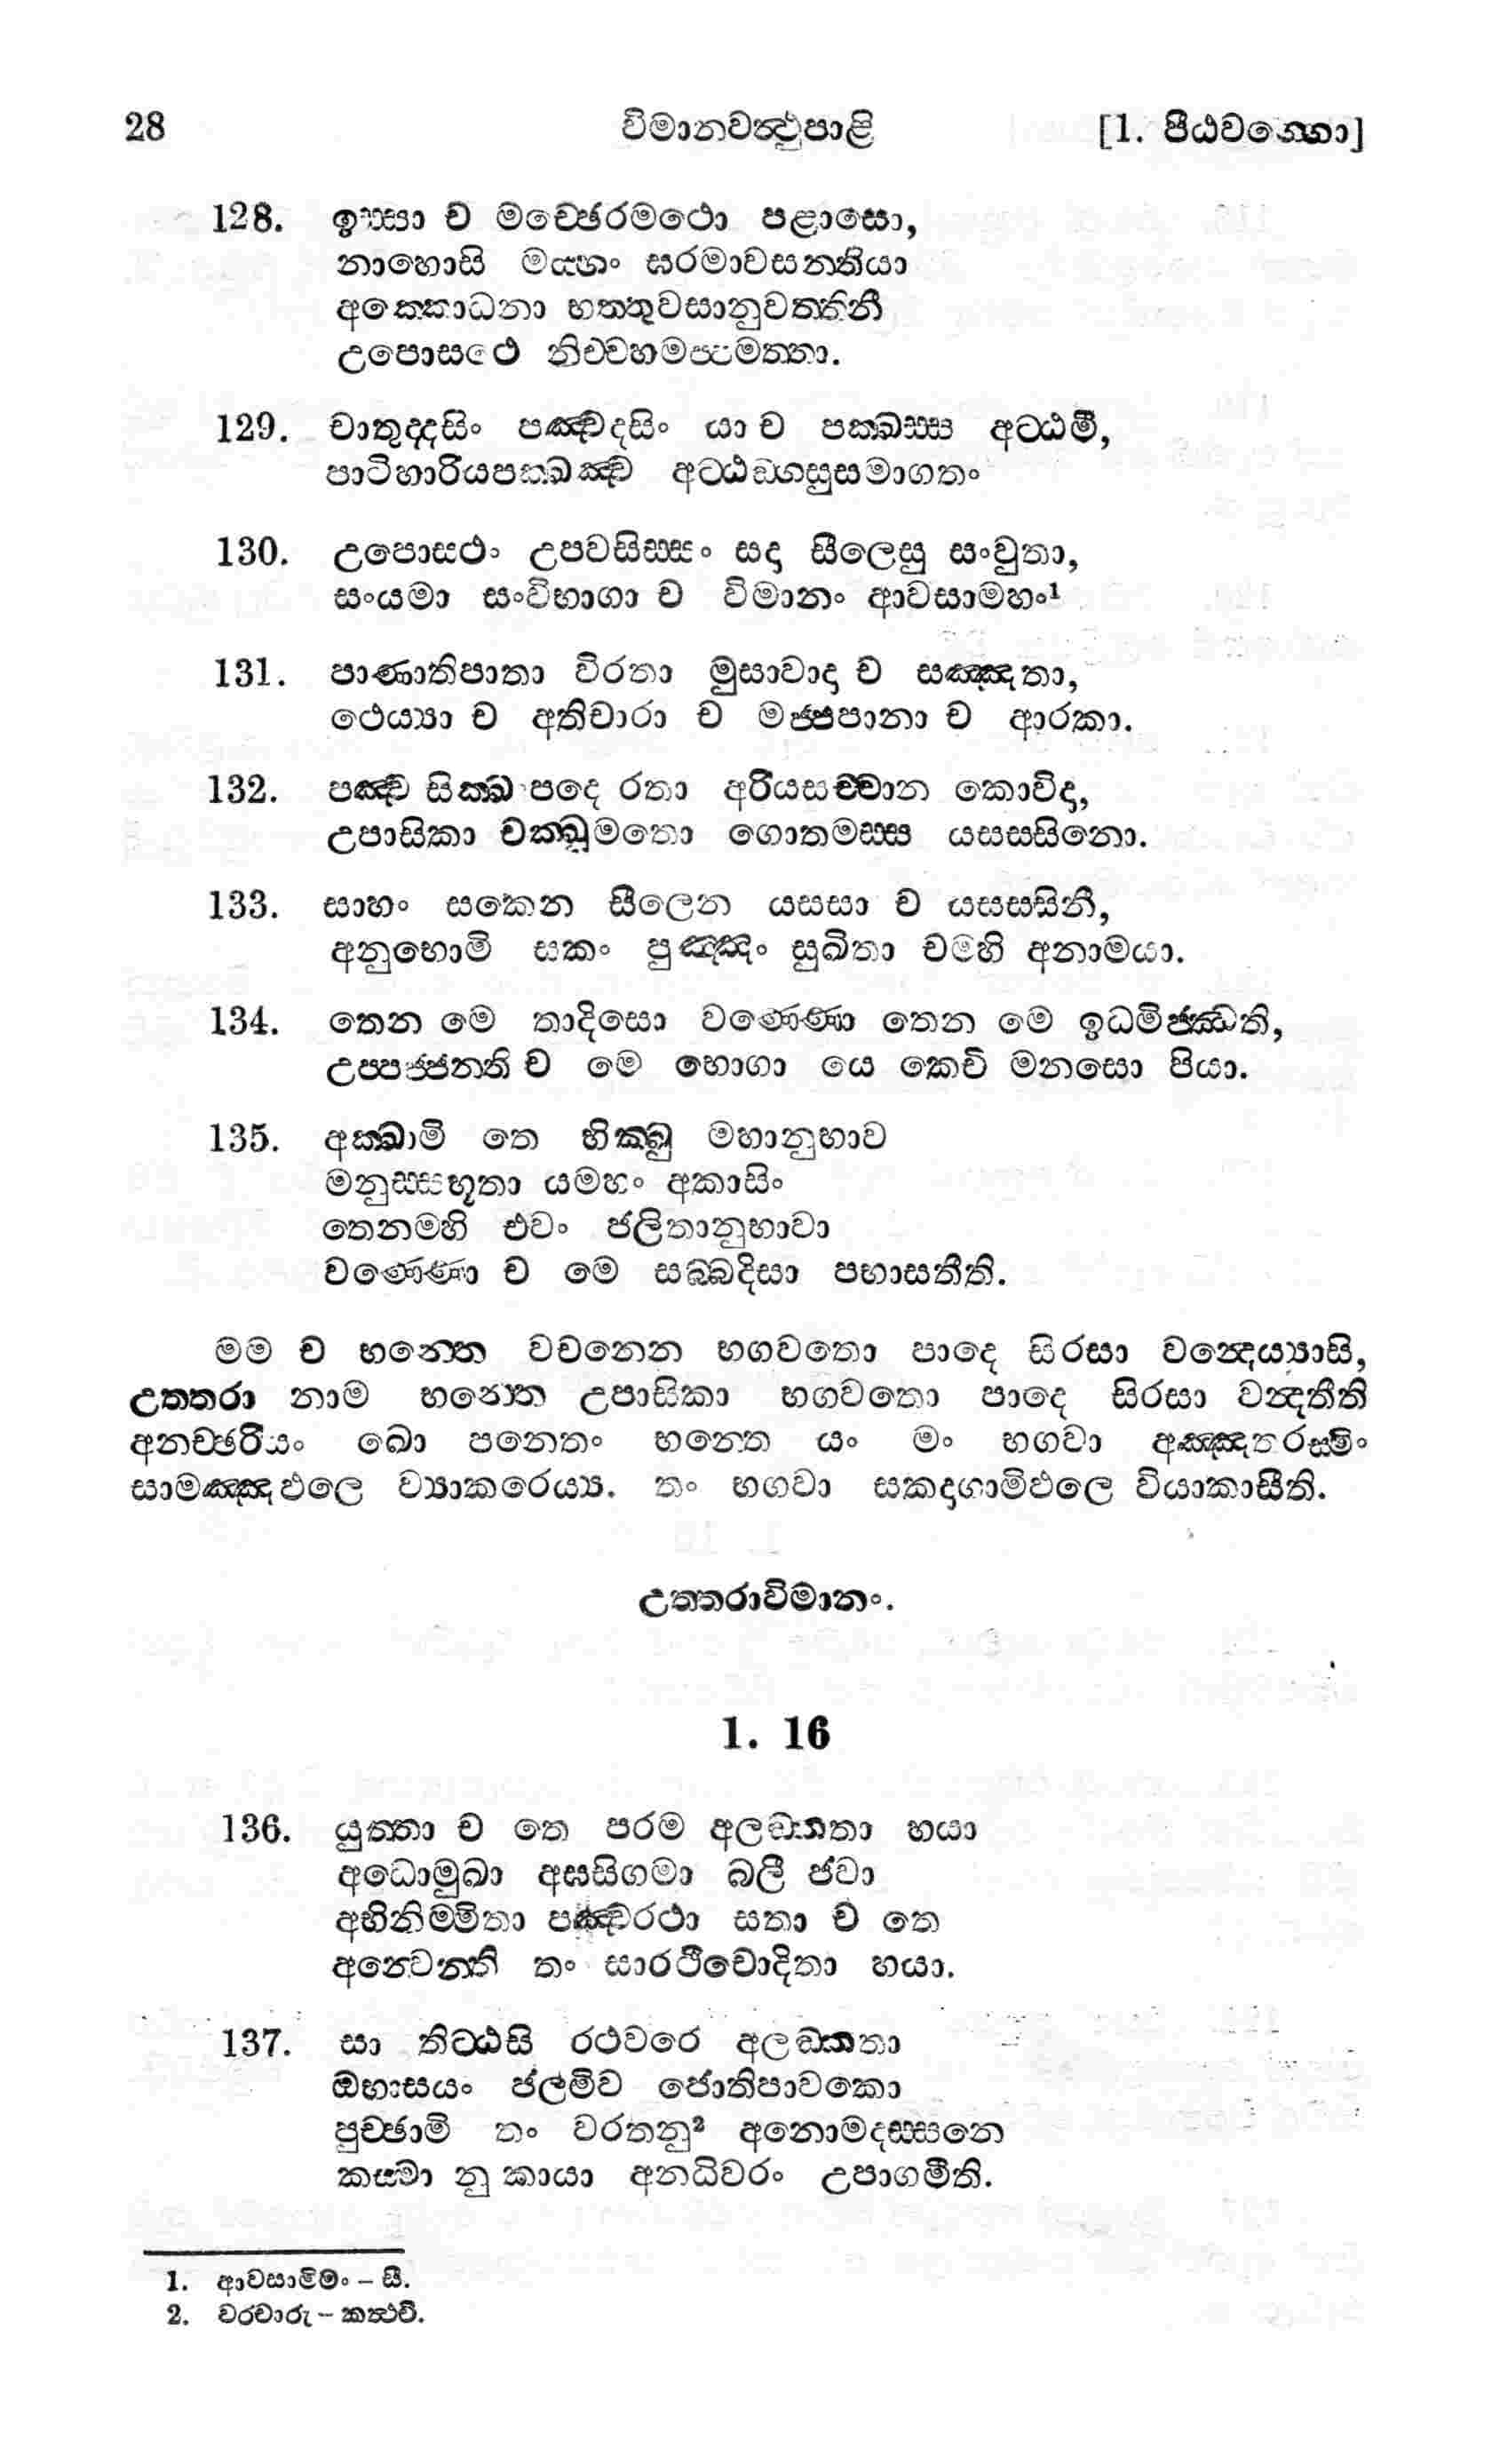 28 විමානවත්‍ථුපාළි [1. පීඨවග්ගො]
128. ඉස්සා ච මච්ඡෙරමථො පළාසො,
නාහොසි මය්හං ඝරමාවසන්තියා
අක්කොධනා භත්තුවසානුවත්තිනී
උපොසථෙ නිච්චහමප්පමත්තා.
129. චාතුද්දසිං පඤ්චදසිං යා ච පක්ඛස්ස අට්ඨමී,
පාටිහාරියපක්ඛඤ්ච අට්ඨඞ්ගසුසමාගතං
130. උපොසථං උපවසිස්සං සදා සීලෙසු සංවුතා,
සංයමා සංවිභාගා ච විමානං ආවසාමහං¹
131. පාණාතිපාතා විරතා මුසාවාදා ච සඤ්ඤතා,
ථෙය්‍යා ච අතිචාරා ච මජ්ජපානා ච ආරකා.
132. පඤ්ච සික්ඛාපදෙ රතා අරියසච්චාන කොවිදා,
උපාසිකා චක්ඛුමතො ගොතමස්ස යසස්සිනො.
133. සාහං සකෙන සීලෙන යසසා ච යසස්සිනී,
අනුභොමි සකං පුඤ්ඤං සුඛිතා චම්හි අනාමයා.
134. තෙන මෙ තාදිසො වණ්ණො තෙන මෙ ඉධමිජ්ඣති,
උප්පජ්ජන්ති ච මෙ භොගා යෙ කෙචි මනසො පියා.
135. අක්ඛාමි තෙ භික්ඛු මහානුභාව
මනුස්සභූතා යමහං අකාසිං
තෙනම්හි එවං ජලිතානුභාවා
වණ්ණො ච මෙ සබ්බදිසා පභාසතීති.
මම ච භන්තෙ වචනෙන භගවතො පාදෙ සිරසා වන්‍දෙය්‍යාසි,
උත්තරා නාම භන්තෙ උපාසිකා භගවතො පාදෙ සිරසා වන්‍දතීති
අනච්ඡරියං ඛො පනෙතං භන්තෙ යං මං භගවා අඤ්ඤතරස්මිං
සාමඤ්ඤඵලෙ ව්‍යාකරෙය්‍ය. තං භගවා සකදාගාමිඵලෙ වියාකාසීති.
උත්තරාවිමානං.
1. 16
136. යුත්තා ච තෙ පරම අලඞ්කතා හයා
අධොමුඛා අඝසිගමා බලී ජවා
අභිනිම්මිතා පඤ්චරථා සතා ච තෙ
අන්වෙන්ති තං සාරථීචොදිතා හයා.
137. සා තිට්ඨසි රථවරෙ අලඞ්කතා
ඔභාසයං ජලමිව ජොතිපාවකො
පුච්ඡාමි තං වරතනු² අනොමදස්සනෙ
කස්මා නු කායා අනධිවරං උපාගමීති.
1. ආවසාමිමං – සී.
2. වරචාරු – කත්‍ථචි.